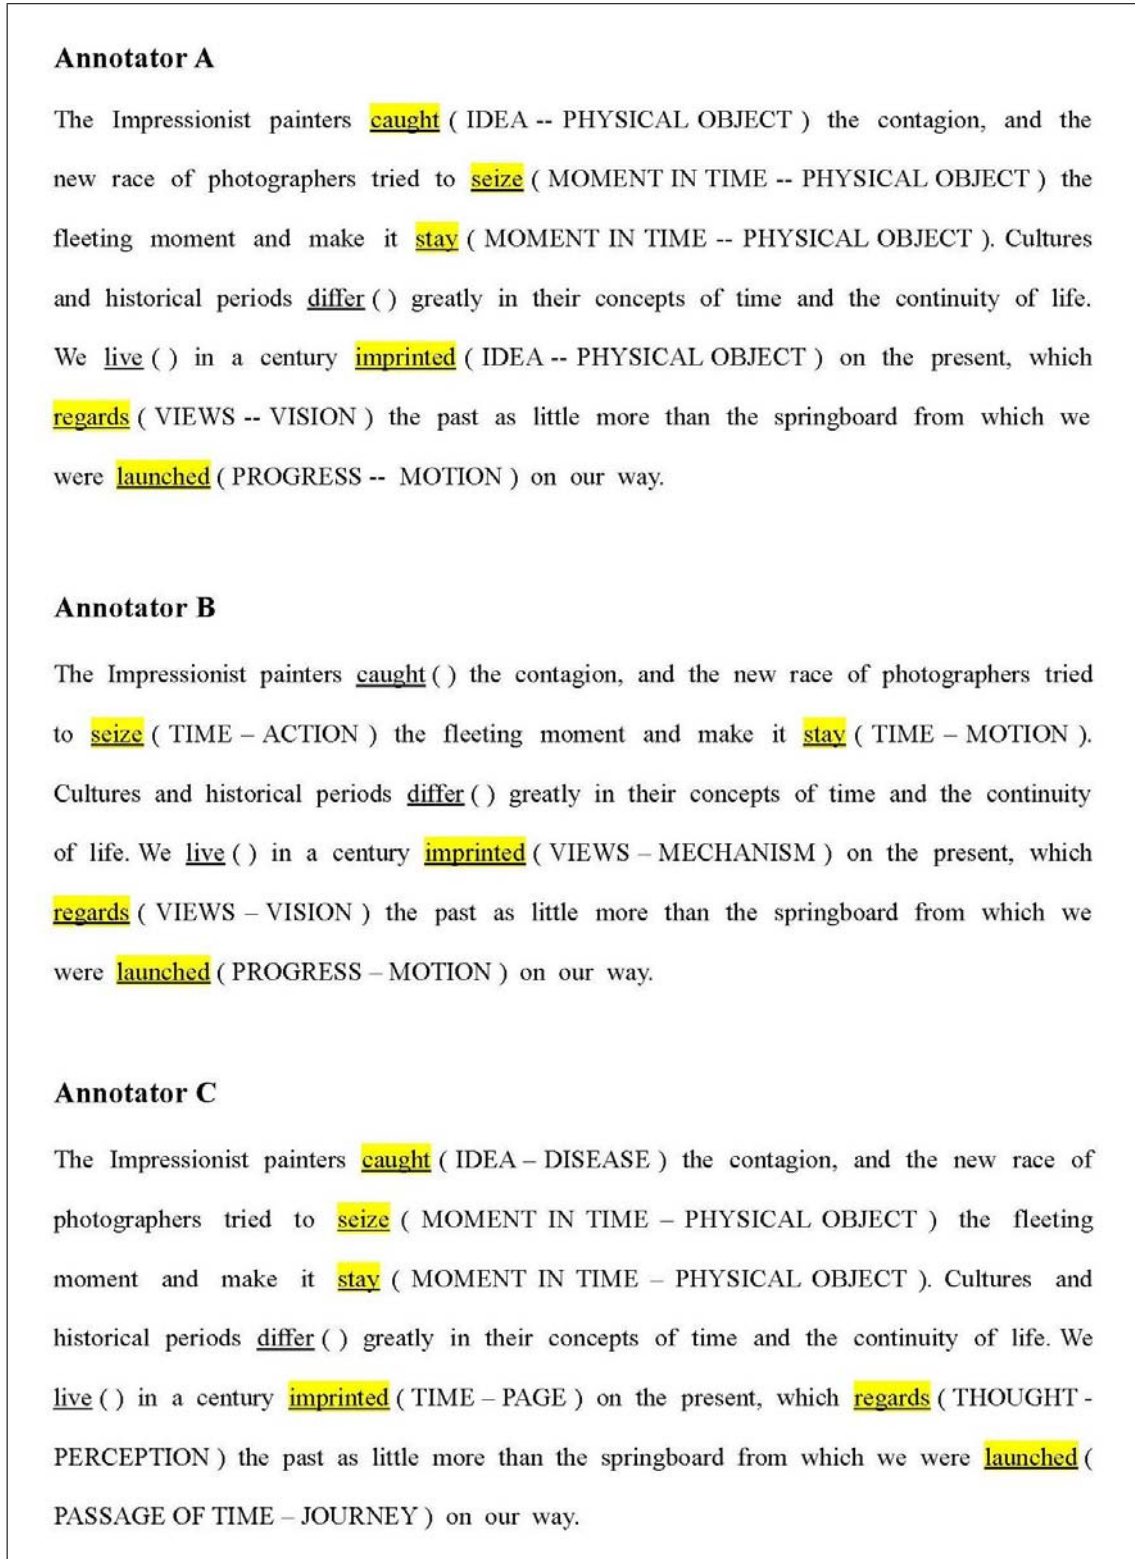 Annotator A
The Impressionist painters caught ( IDEA -- PHYSICAL OBJECT ) the contagion, and the
new race of photographers tried to seize ( MOMENT IN TIME -- PHYSICAL OBJECT ) the
fleeting moment and make it stay ( MOMENT IN TIME -- PHYSICAL OBJECT ). Cultures
and historical periods differ ( ) greatly in their concepts of time and the continuity of life.
We live ( ) in a century imprinted ( IDEA -- PHYSICAL OBJECT ) on the present, which
regards ( VIEWS -- VISION ) the past as little more than the springboard from which we
were launched ( PROGRESS -- MOTION ) on our way.
Annotator B
The Impressionist painters caught ( ) the contagion, and the new race of photographers tried
to seize ( TIME – ACTION ) the fleeting moment and make it stay ( TIME – MOTION ).
Cultures and historical periods differ ( ) greatly in their concepts of time and the continuity
of life. We live ( ) in a century imprinted ( VIEWS – MECHANISM ) on the present, which
regards ( VIEWS – VISION ) the past as little more than the springboard from which we
were launched ( PROGRESS – MOTION ) on our way.
Annotator C
The Impressionist painters caught ( IDEA – DISEASE ) the contagion, and the new race of
photographers tried to seize ( MOMENT IN TIME – PHYSICAL OBJECT ) the fleeting
moment and make it stay ( MOMENT IN TIME – PHYSICAL OBJECT ). Cultures and
historical periods differ ( ) greatly in their concepts of time and the continuity of life. We
live ( ) in a century imprinted ( TIME – PAGE ) on the present, which regards ( THOUGHT -
PERCEPTION ) the past as little more than the springboard from which we were launched (
PASSAGE OF TIME – JOURNEY ) on our way.